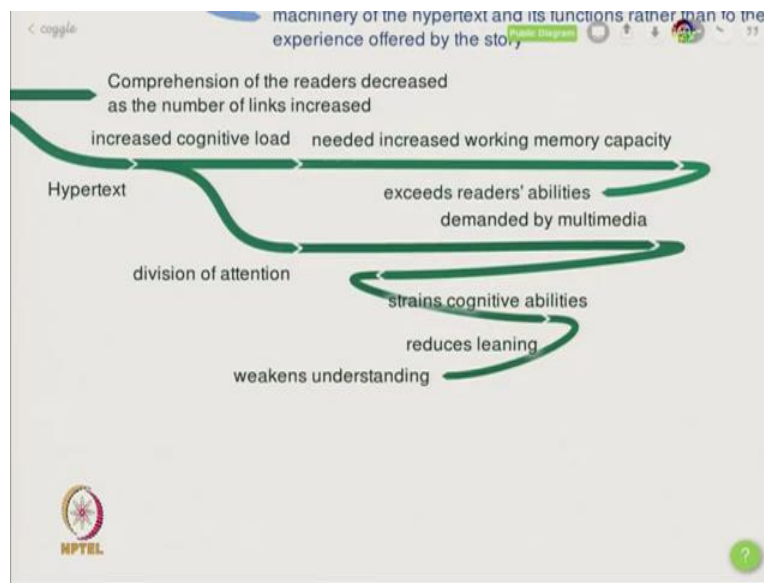 coggle
machinery of the hypertext and its functions rather than to the
experience offered by the story
Public Diagram
Comprehension of the readers decreased
as the number of links increased
increased cognitive load
needed increased working memory capacity
Hypertext
exceeds readers' abilities
demanded by multimedia
division of attention
strains cognitive abilities
reduces leaning
weakens understanding
NPTEL
?